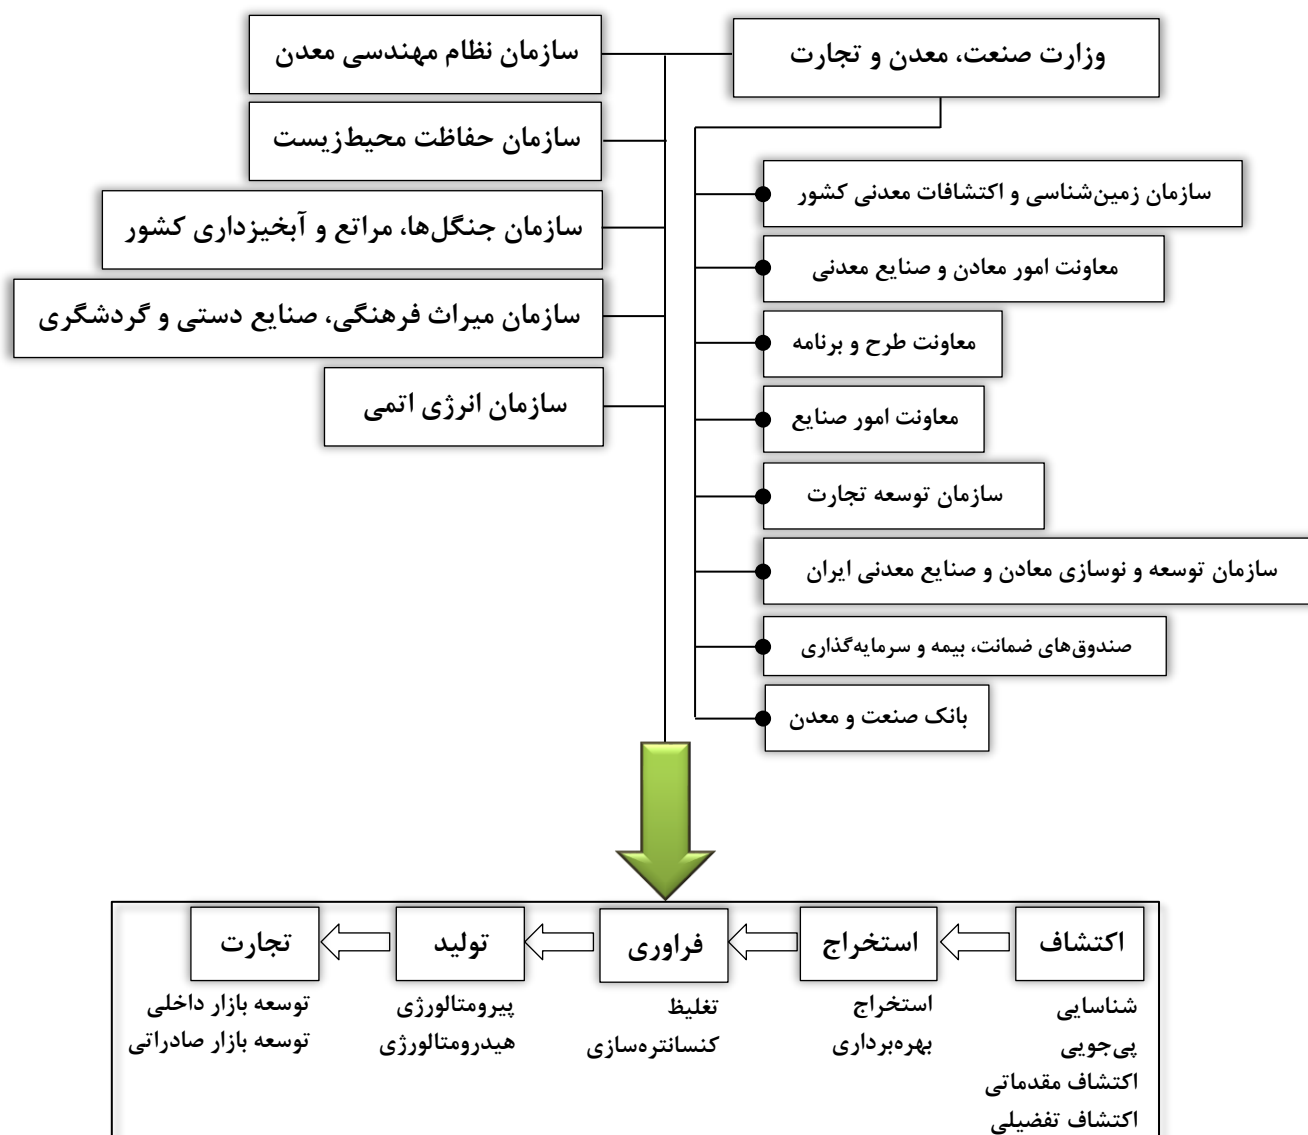 وزارت صنعت، معدن و تجارت
سازمان نظام مهندسی معدن
سازمان حفاظت محیط‌زیست
سازمان جنگل‌ها، مراتع و آبخیزداری کشور
سازمان میراث فرهنگی، صنایع دستی و گردشگری
سازمان انرژی اتمی
سازمان زمین‌شناسی و اکتشافات معدنی کشور
معاونت امور معادن و صنایع معدنی
معاونت طرح و برنامه
معاونت امور صنایع
سازمان توسعه تجارت
سازمان توسعه و نوسازی معادن و صنایع معدنی ایران
صندوق‌های ضمانت، بیمه و سرمایه‌گذاری
بانک صنعت و معدن
اکتشاف
شناسایی
پی‌جویی
اکتشاف مقدماتی
اکتشاف تفضیلی
استخراج
استخراج
بهره‌برداری
فراوری
تغلیظ
کنسانتره‌سازی
تولید
پیرومتالورژی
هیدرومتالورژی
تجارت
توسعه بازار داخلی
توسعه بازار صادراتی